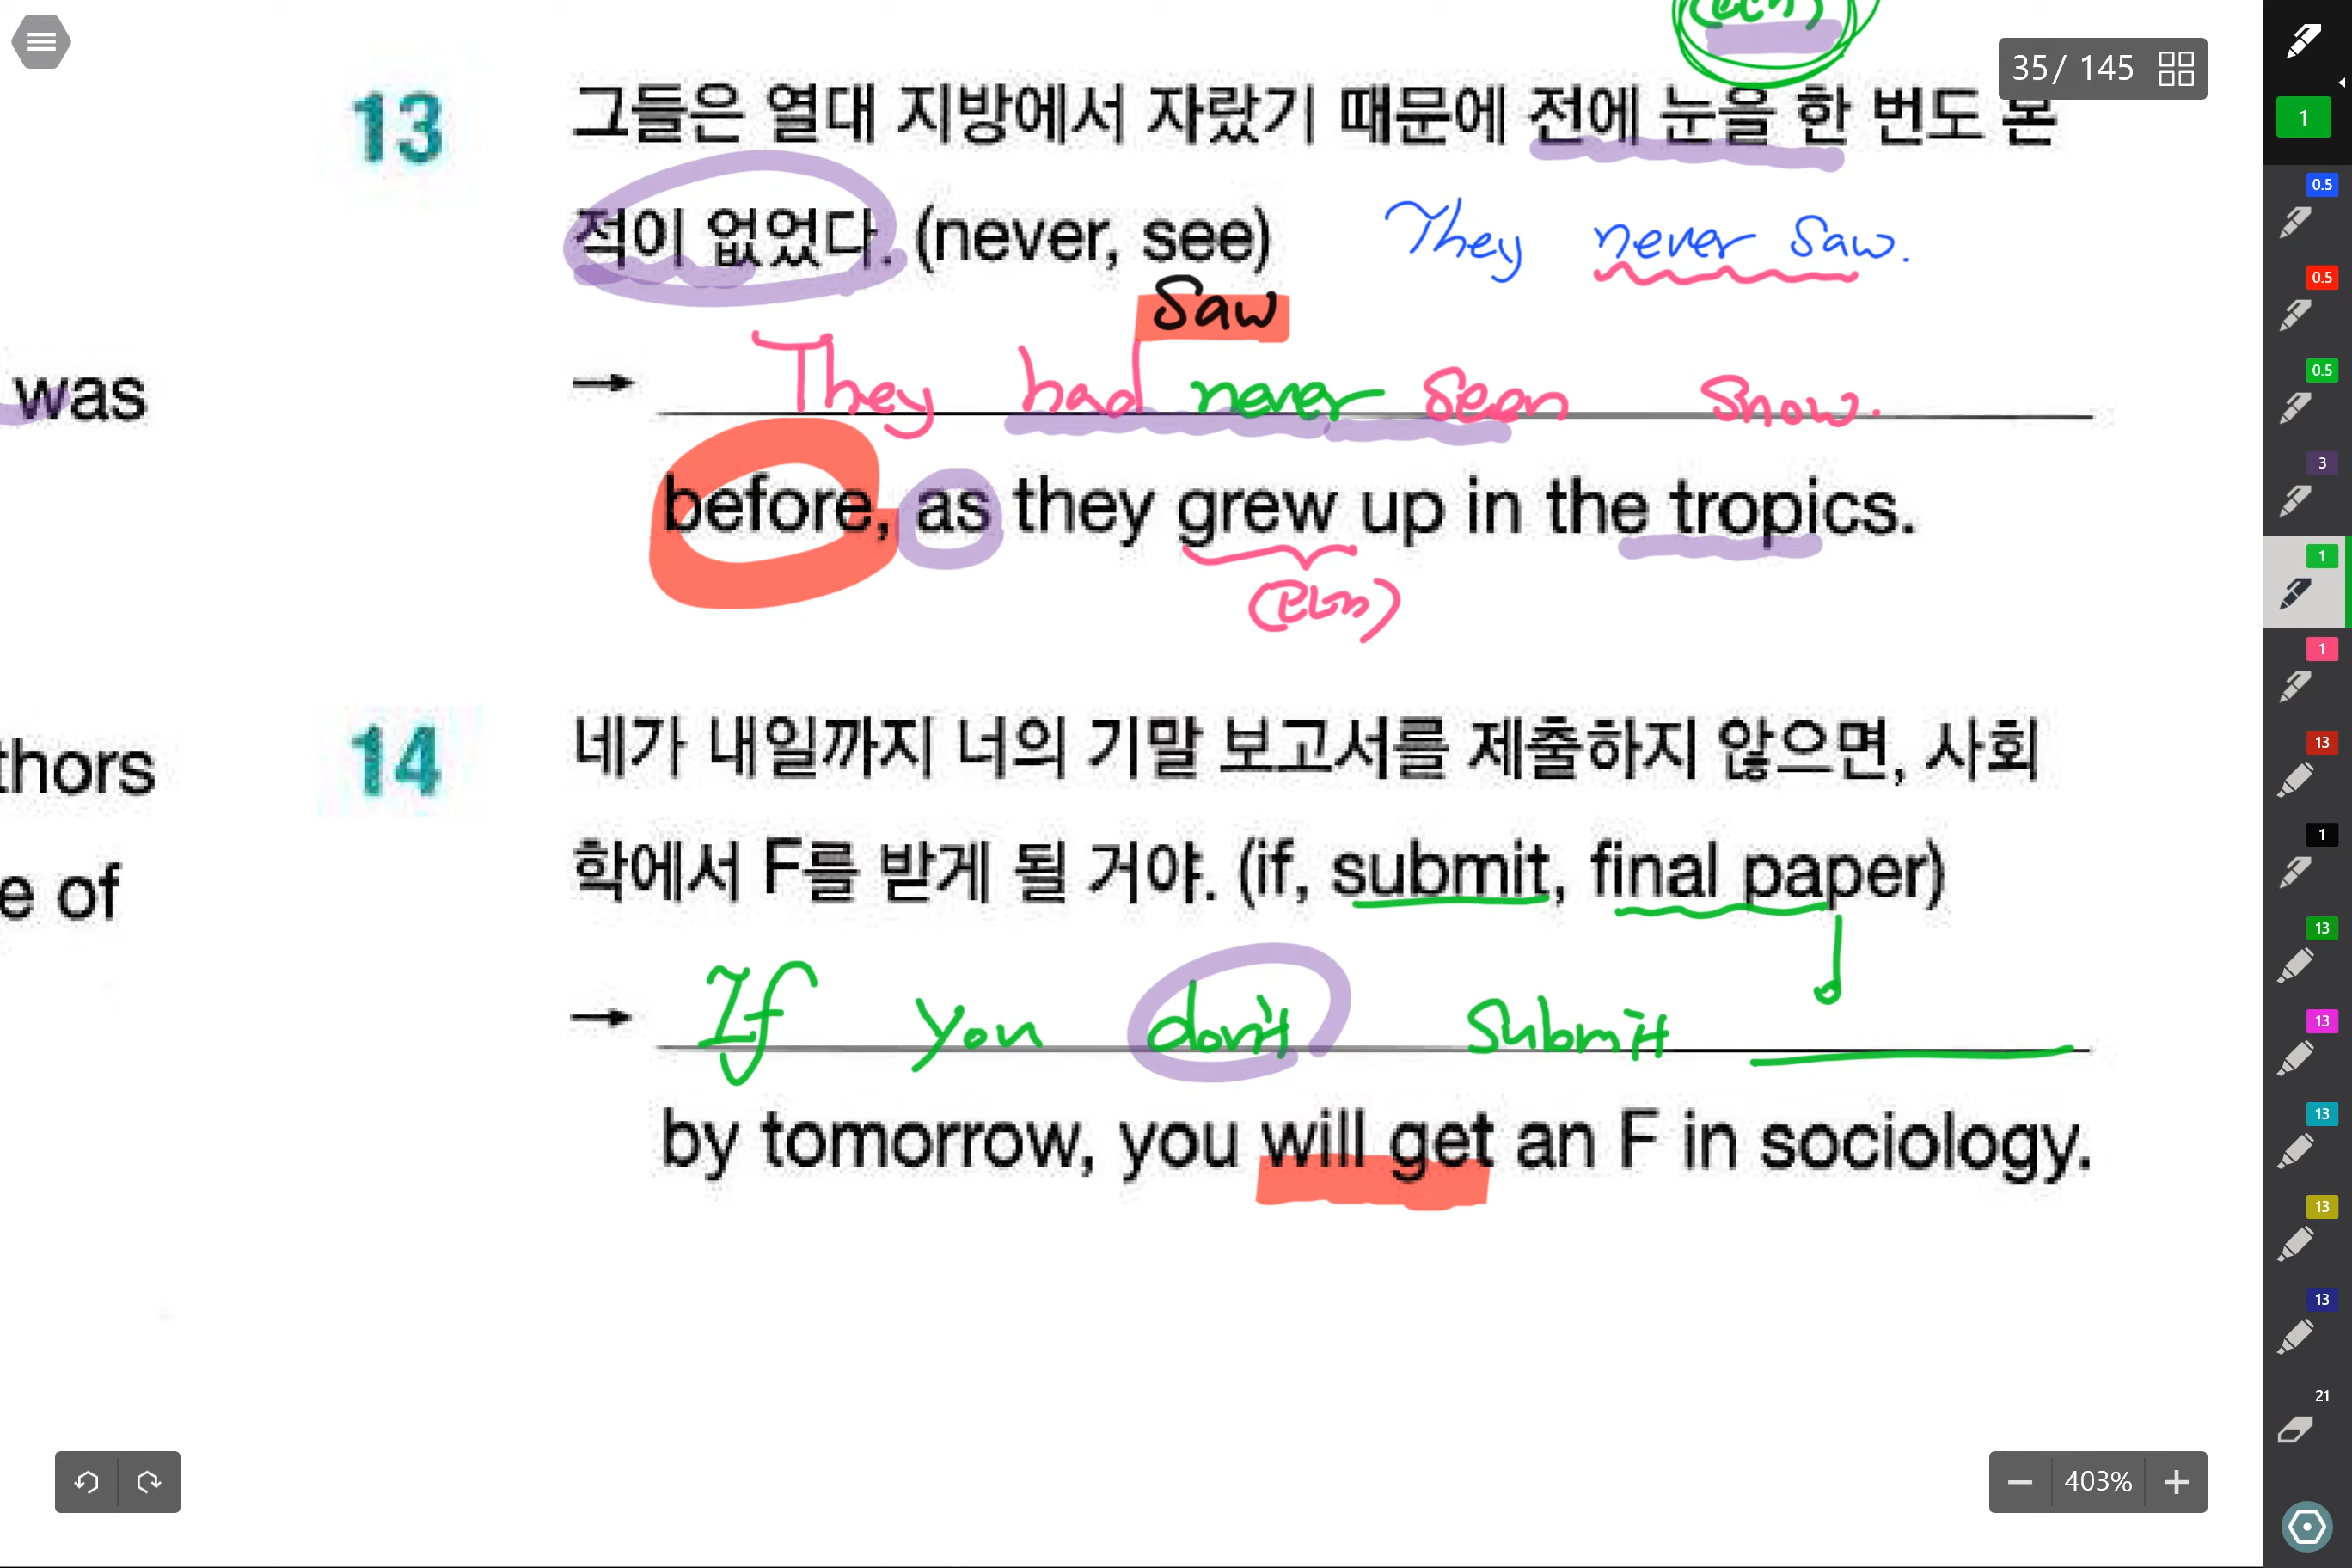 35/ 145
13
그들은 열대 지방에서 자랐기 때문에 전에 눈을 한 번도 본
적이 없었다. (never, see) They never saw.
Saw
→ They had never seen snow.
was
before, as they grew up in the tropics.
14
네가 내일까지 너의 기말 보고서를 제출하지 않으면, 사회
thors
학에서 F를 받게 될 거야. (if, submit, final paper)
e of
→ If you don't submit
by tomorrow, you will get an F in sociology.
403%
1
0.5
0.5
0.5
3
1
1
13
1
13
13
13
13
13
21